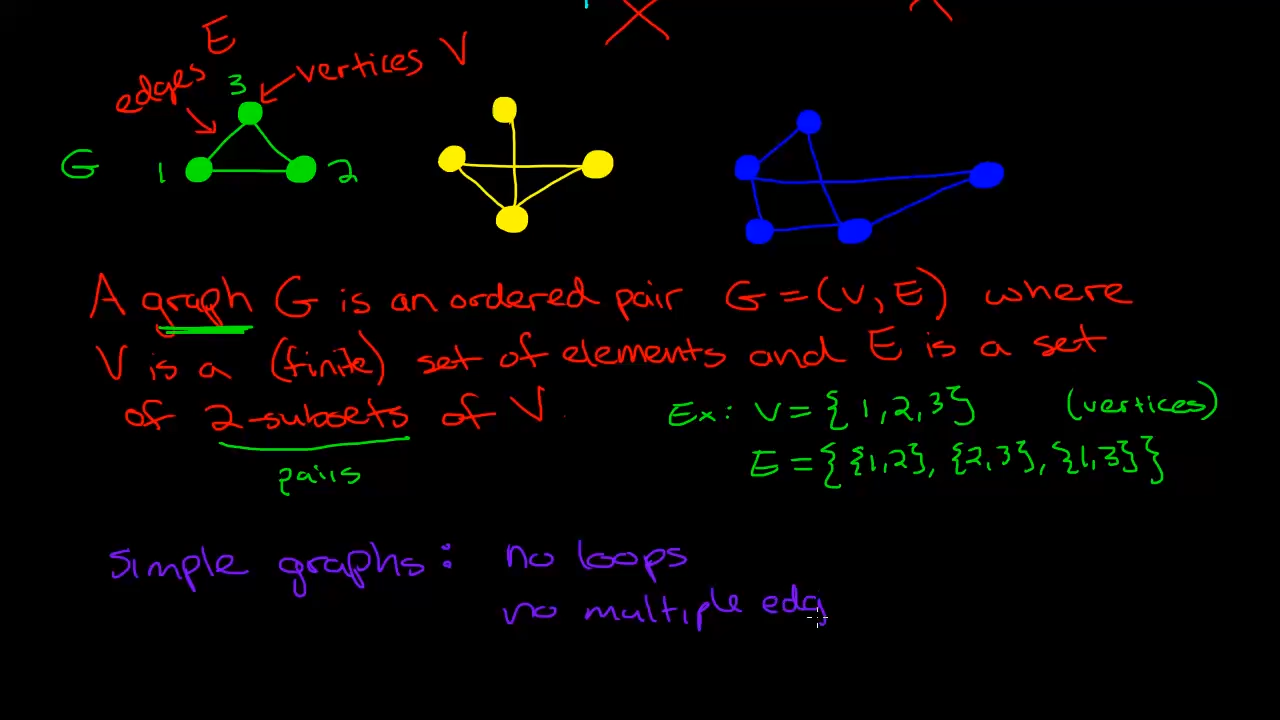 E
edges
3
vertices V
G
1
2
A graph G is an ordered pair G = (V, E) where
V is a (finite) set of elements and E is a set
of 2-subsets of V.
pairs
Ex: V = {1,2,3} (vertices)
E = {{1,2}, {2,3}, {1,3}}
Simple graphs: no loops
no multiple edg